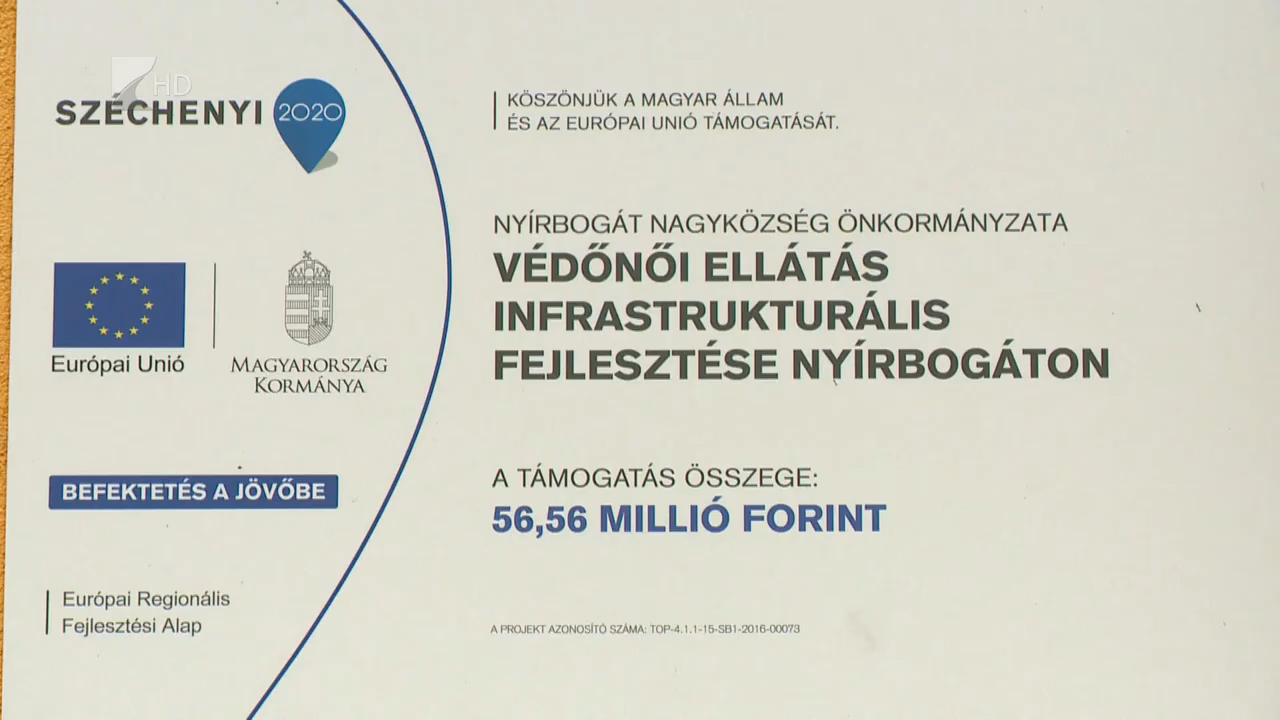 HD
SZÉCHENYI 2020
KÖSZÖNJÜK A MAGYAR ÁLLAM
ÉS AZ EURÓPAI UNIÓ TÁMOGATÁSÁT.
NYÍRBOGÁT NAGYKÖZSÉG ÖNKORMÁNYZATA
VÉDŐNŐI ELLÁTÁS
INFRASTRUKTURÁLIS
FEJLESZTÉSE NYÍRBOGÁTON
Európai Unió
MAGYARORSZÁG
KORMÁNYA
BEFEKTETÉS A JÖVŐBE
A TÁMOGATÁS ÖSSZEGE:
56,56 MILLIÓ FORINT
Európai Regionális
Fejlesztési Alap
A PROJEKT AZONOSÍTÓ SZÁMA: TOP-4.1.1-15-SB1-2016-00073